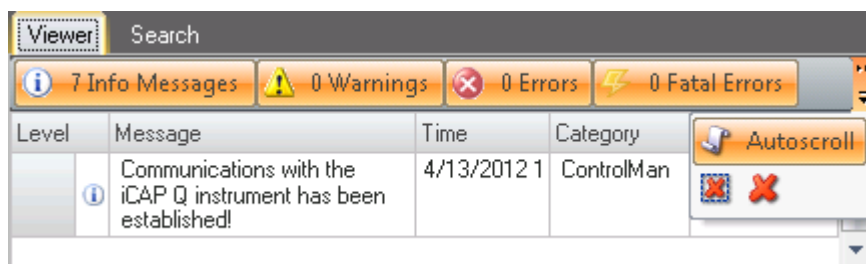 Viewer Search
7 Info Messages 0 Warnings 0 Errors 0 Fatal Errors
Level Message Time Category
Autoscroll
Communications with the 4/13/2012 1 ControlMan
iCAP Q instrument has been
established!